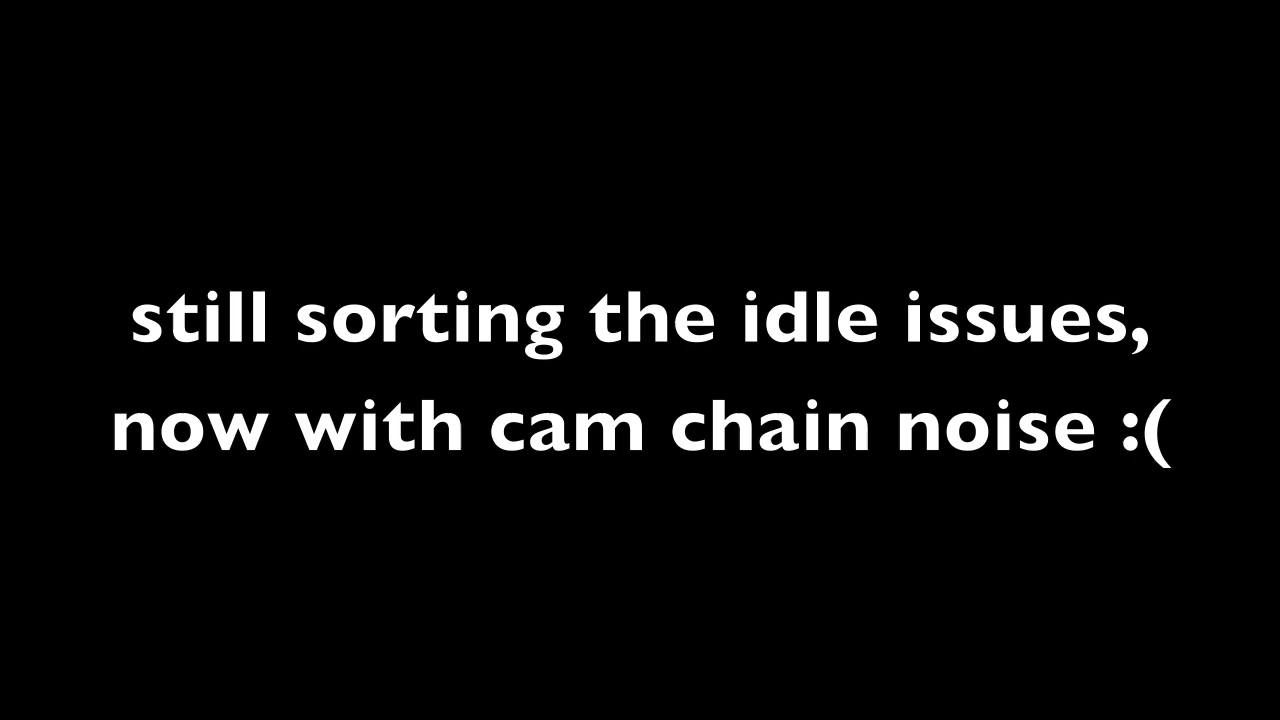 still sorting the idle issues,
now with cam chain noise :(